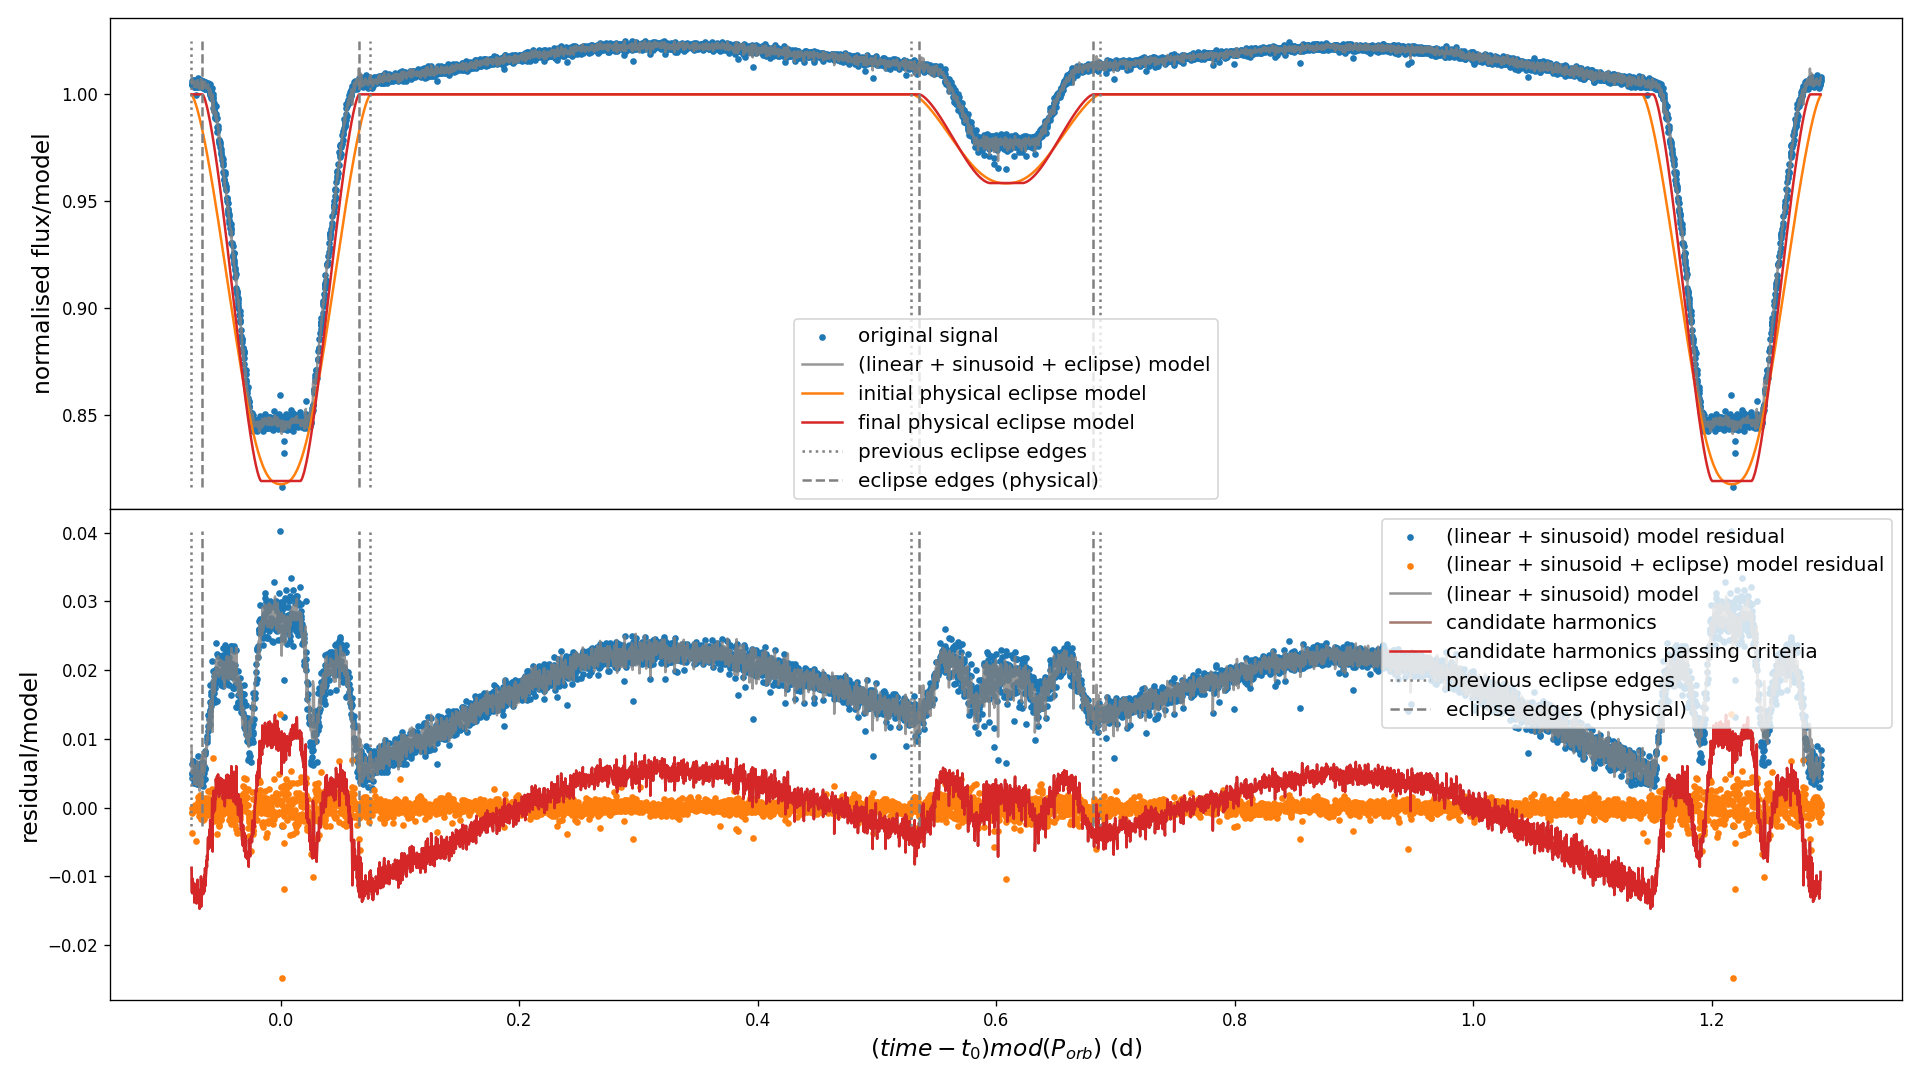 normalised flux/model
1.00
0.95
0.90
0.85
original signal
(linear + sinusoid + eclipse) model
initial physical eclipse model
final physical eclipse model
previous eclipse edges
eclipse edges (physical)
residual/model
0.04
0.03
0.02
0.01
0.00
−0.01
−0.02
(linear + sinusoid) model residual
(linear + sinusoid + eclipse) model residual
(linear + sinusoid) model
candidate harmonics
candidate harmonics passing criteria
previous eclipse edges
eclipse edges (physical)
0.0 0.2 0.4 0.6 0.8 1.0 1.2
(time − t₀)mod(P_orb) (d)